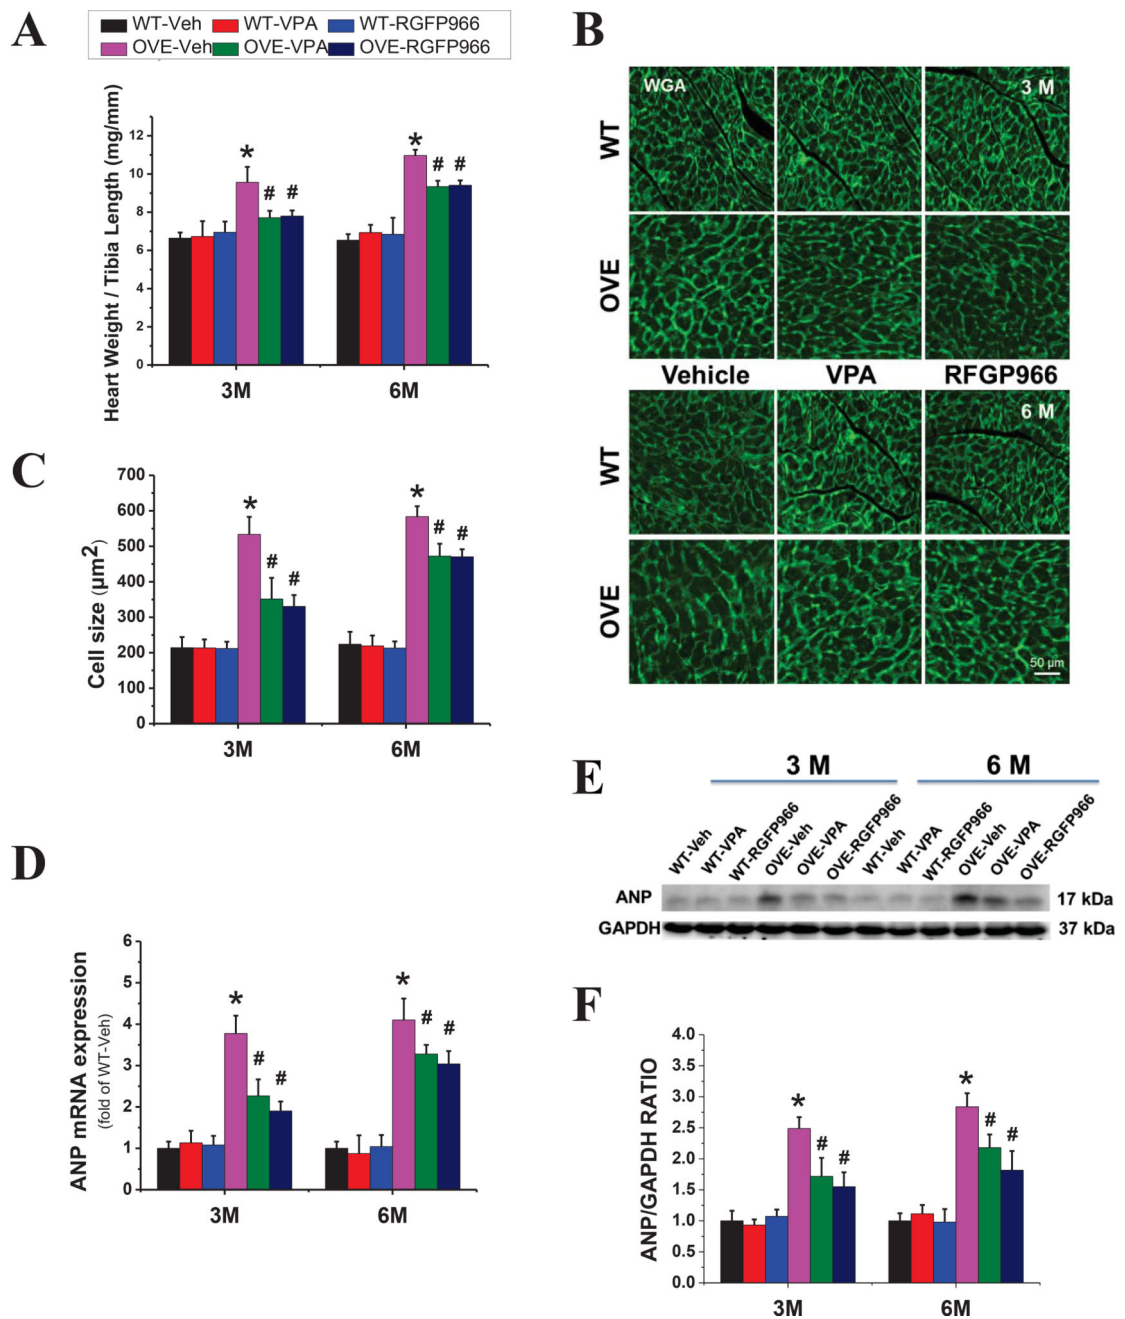 A
WT-Veh WT-VPA WT-RGFP966
OVE-Veh OVE-VPA OVE-RGFP966
Heart Weight / Tibia Length (mg/mm)
12
10
8
6
4
2
0
* # #
* # #
3M 6M
B
WGA 3 M
WT
OVE
Vehicle VPA RFGP966
6 M
WT
OVE
50 µm
C
Cell size (µm²)
700
600
500
400
300
200
100
0
* # #
* # #
3M 6M
D
ANP mRNA expression
(fold of WT-Veh)
6
5
4
3
2
1
0
* # #
* # #
3M 6M
E
3 M 6 M
WT-Veh WT-VPA WT-RGFP966 OVE-Veh OVE-VPA OVE-RGFP966 WT-Veh WT-VPA WT-RGFP966 OVE-Veh OVE-VPA OVE-RGFP966
ANP 17 kDa
GAPDH 37 kDa
F
ANP/GAPDH RATIO
4.0
3.5
3.0
2.5
2.0
1.5
1.0
0.5
0.0
* # #
* # #
3M 6M